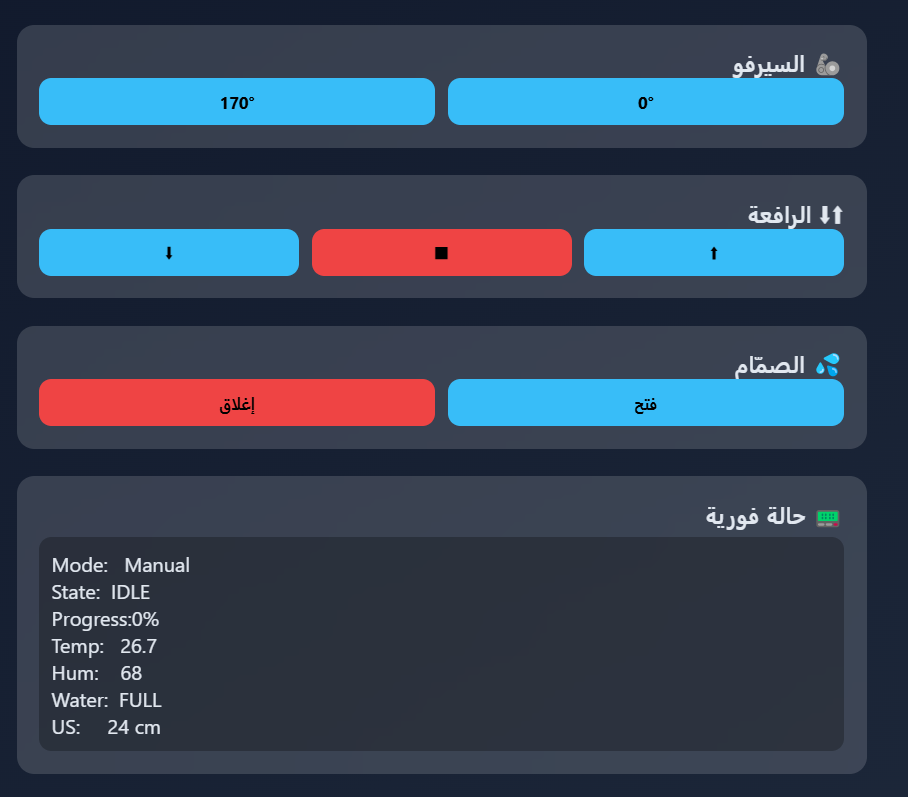 🦾 السيرفو
0°
170°
⬆⬇ الرافعة
⬆
■
⬇
💦 الصمّام
فتح
إغلاق
📟 حالة فورية
Mode: Manual
State: IDLE
Progress:0%
Temp: 26.7
Hum: 68
Water: FULL
US: 24 cm